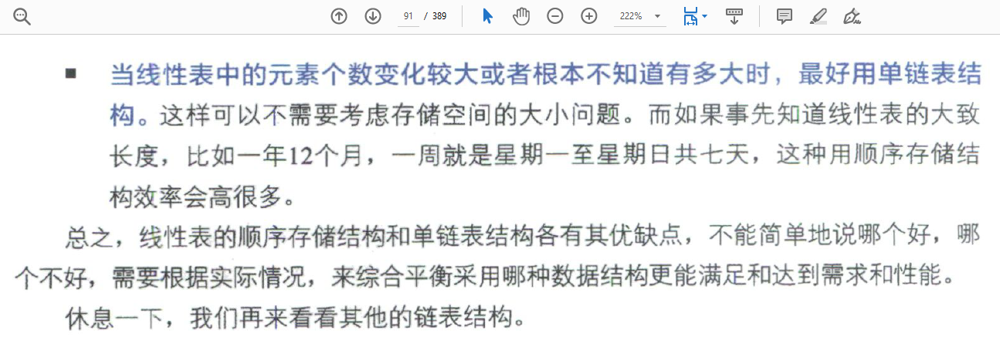 91 / 389 222%
■ 当线性表中的元素个数变化较大或者根本不知道有多大时，最好用单链表结
构。这样可以不需要考虑存储空间的大小问题。而如果事先知道线性表的大致
长度，比如一年12个月，一周就是星期一至星期日共七天，这种用顺序存储结
构效率会高很多。
总之，线性表的顺序存储结构和单链表结构各有其优缺点，不能简单地说哪个好，哪
个不好，需要根据实际情况，来综合平衡采用哪种数据结构更能满足和达到需求和性能。
休息一下，我们再来看看其他的链表结构。